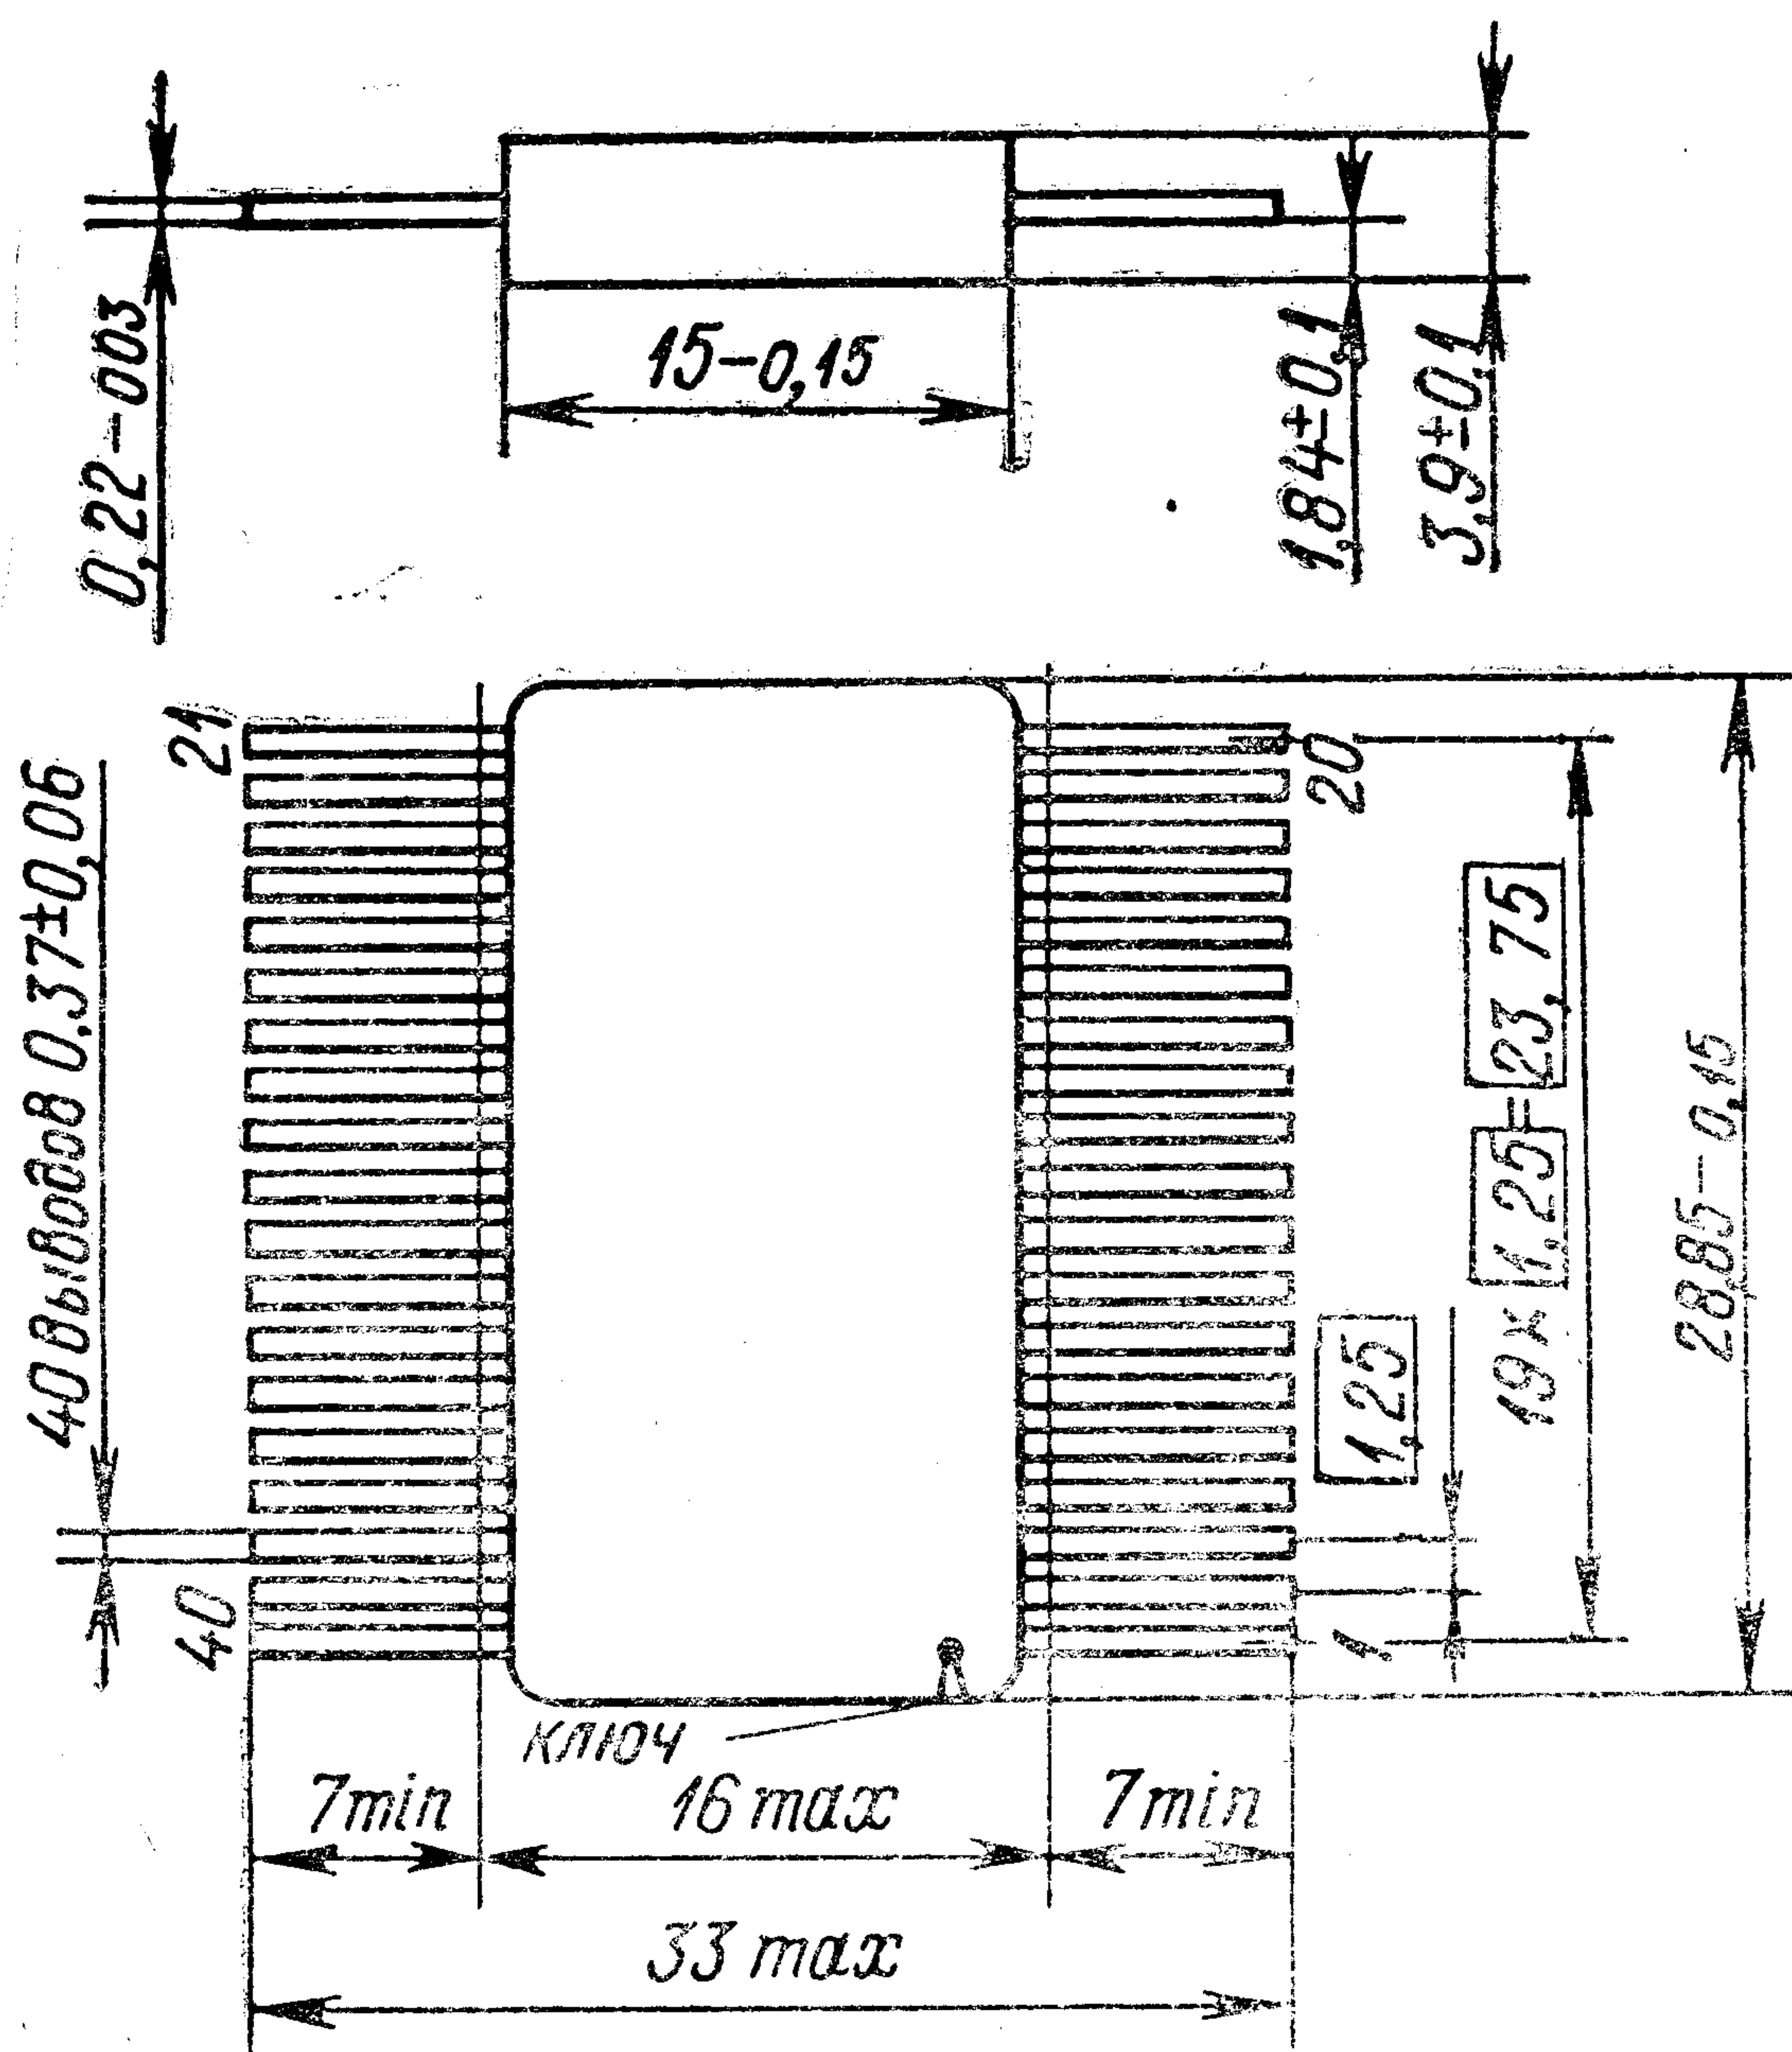 0,22-003
15-0,15
1,84±0,1
3,9±0,1
21
20
40 выводов 0,37±0,06
19 × 1,25=23,75
28,85-0,15
1,25
40
1
ключ
7min
16 max
7min
33 max